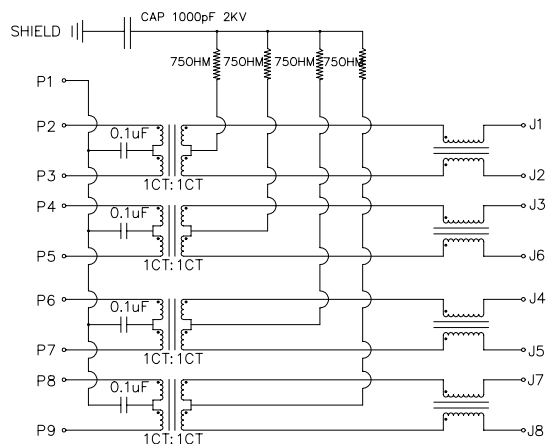 CAP 1000pF 2KV
SHIELD
75OHM 75OHM 75OHM 75OHM
P1
P2 0.1uF J1
P3 1CT:1CT J2
P4 0.1uF J3
P5 1CT:1CT J6
P6 0.1uF J4
P7 1CT:1CT J5
P8 0.1uF J7
P9 1CT:1CT J8